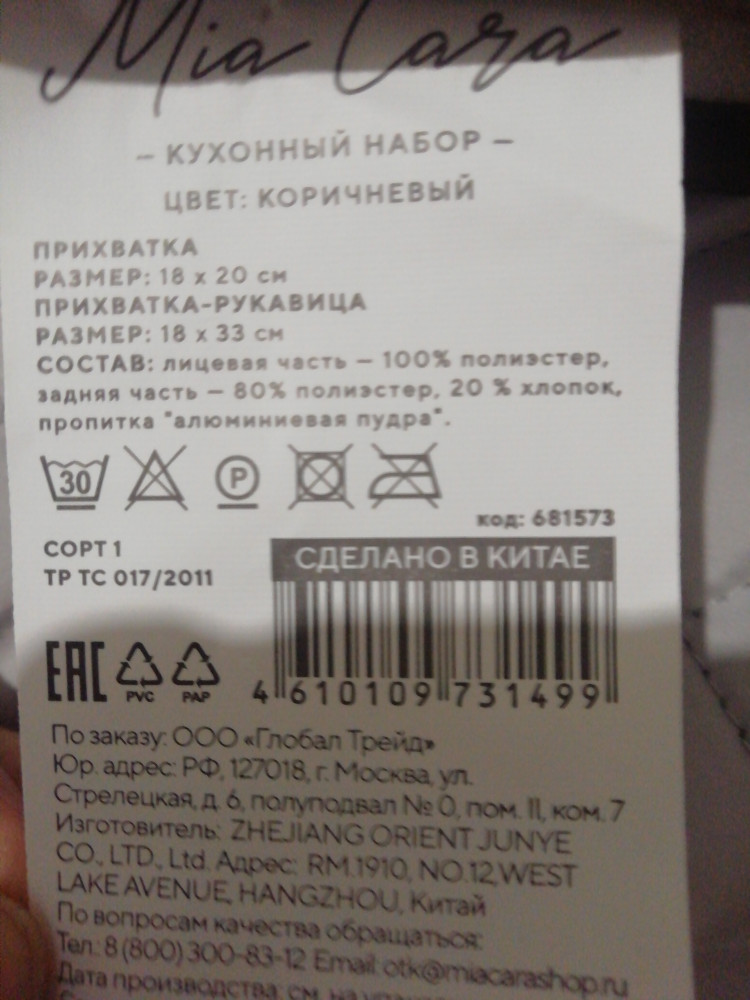 Mia Cara
– КУХОННЫЙ НАБОР –
ЦВЕТ: КОРИЧНЕВЫЙ
ПРИХВАТКА
РАЗМЕР: 18 х 20 см
ПРИХВАТКА-РУКАВИЦА
РАЗМЕР: 18 х 33 см
СОСТАВ: лицевая часть – 100% полиэстер,
задняя часть – 80% полиэстер, 20 % хлопок,
пропитка "алюминиевая пудра".
30 P
код: 681573
СОРТ 1
ТР ТС 017/2011
СДЕЛАНО В КИТАЕ
EAC PVC PAP
4 610109 731499
По заказу: ООО «Глобал Трейд»
Юр. адрес: РФ, 127018, г. Москва, ул.
Стрелецкая, д. 6, полуподвал № 0, пом. II, ком. 7
Изготовитель: ZHEJIANG ORIENT JUNYE
CO., LTD., Ltd. Адрес: RM.1910, NO.12,WEST
LAKE AVENUE, HANGZHOU, Китай
По вопросам качества обращаться:
Тел.: 8 (800) 300-83-12 Email: otk@miacarashop.ru
Дата производства: см. на